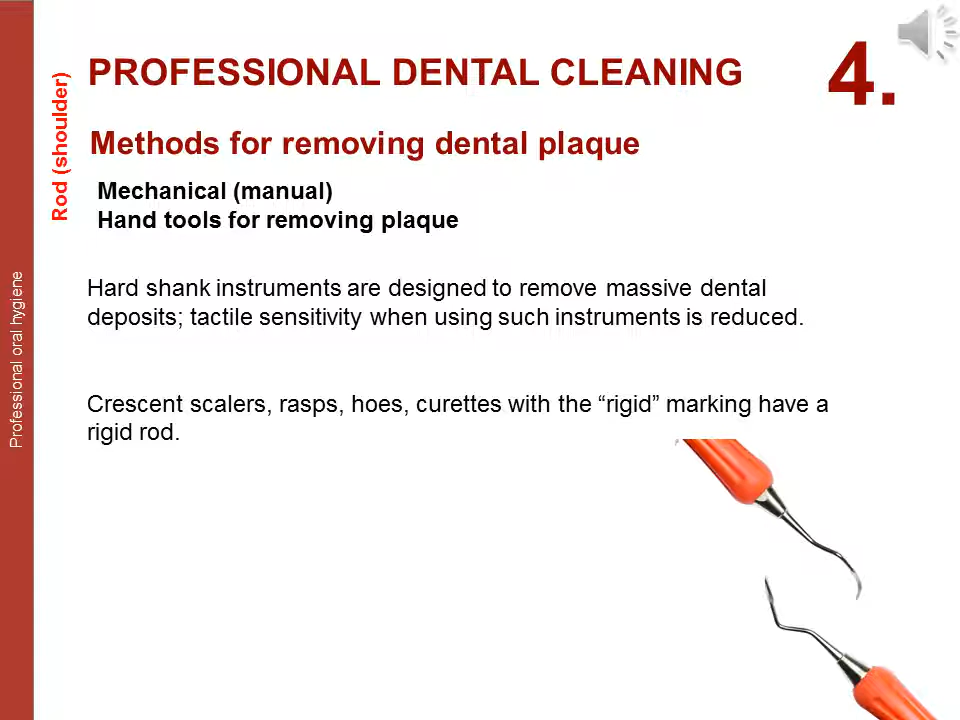 PROFESSIONAL DENTAL CLEANING
4.
Rod (shoulder)
Methods for removing dental plaque
Mechanical (manual)
Hand tools for removing plaque
Professional oral hygiene
Hard shank instruments are designed to remove massive dental
deposits; tactile sensitivity when using such instruments is reduced.
Crescent scalers, rasps, hoes, curettes with the “rigid” marking have a
rigid rod.